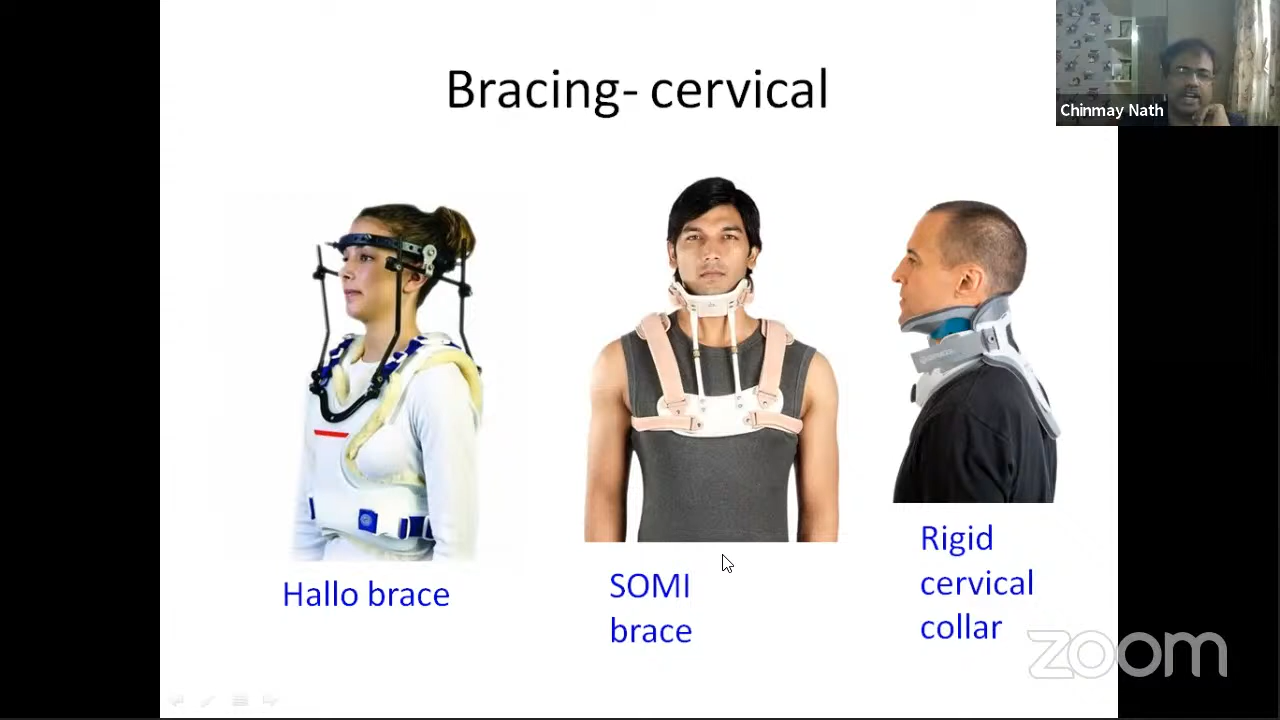 Bracing- cervical
Chinmay Nath
Hallo brace
SOMI
brace
Rigid
cervical
collar
zoom